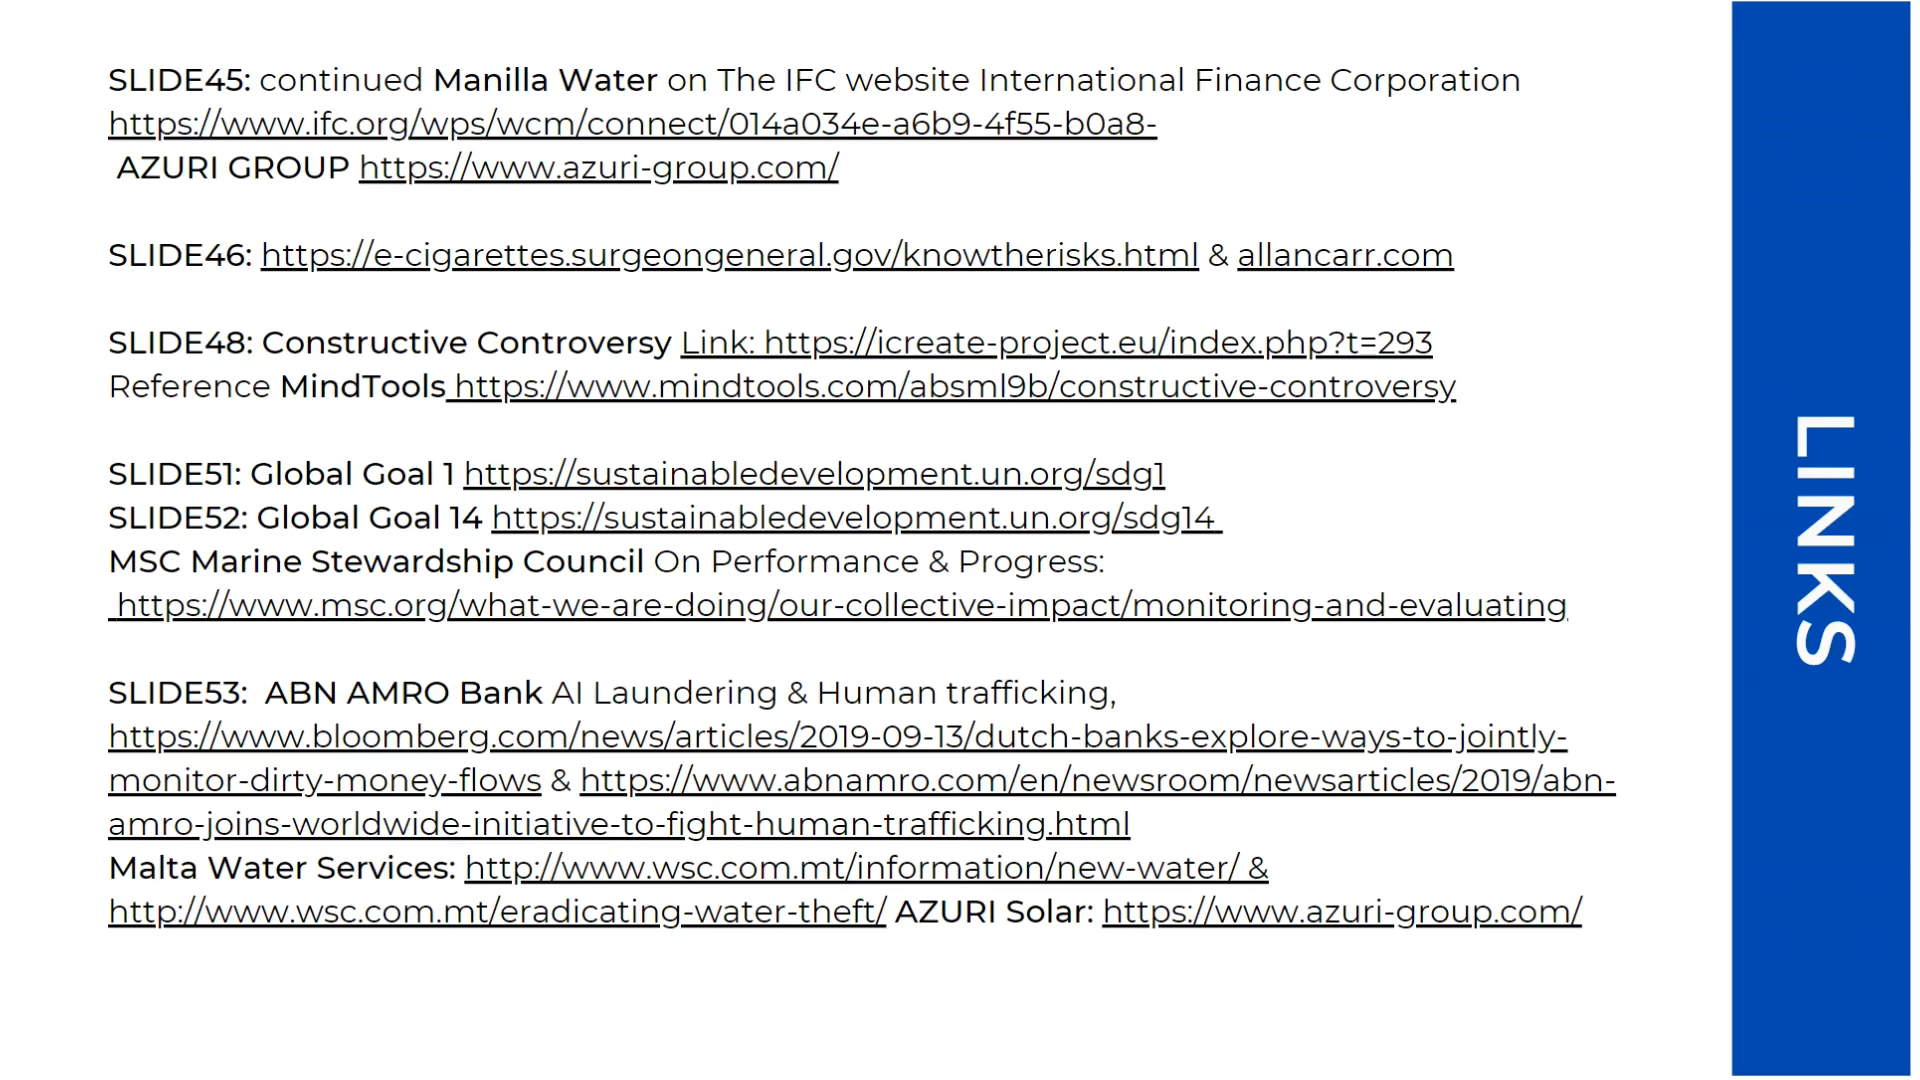 SLIDE45: continued Manilla Water on The IFC website International Finance Corporation
https://www.ifc.org/wps/wcm/connect/014a034e-a6b9-4f55-b0a8-
AZURI GROUP https://www.azuri-group.com/
SLIDE46: https://e-cigarettes.surgeongeneral.gov/knowtherisks.html & allancarr.com
SLIDE48: Constructive Controversy Link: https://icreate-project.eu/index.php?t=293
Reference MindTools https://www.mindtools.com/absml9b/constructive-controversy
SLIDE51: Global Goal 1 https://sustainabledevelopment.un.org/sdg1
SLIDE52: Global Goal 14 https://sustainabledevelopment.un.org/sdg14
MSC Marine Stewardship Council On Performance & Progress:
https://www.msc.org/what-we-are-doing/our-collective-impact/monitoring-and-evaluating
SLIDE53: ABN AMRO Bank AI Laundering & Human trafficking,
https://www.bloomberg.com/news/articles/2019-09-13/dutch-banks-explore-ways-to-jointly-
monitor-dirty-money-flows & https://www.abnamro.com/en/newsroom/newsarticles/2019/abn-
amro-joins-worldwide-initiative-to-fight-human-trafficking.html
Malta Water Services: http://www.wsc.com.mt/information/new-water/ &
http://www.wsc.com.mt/eradicating-water-theft/ AZURI Solar: https://www.azuri-group.com/
LINKS